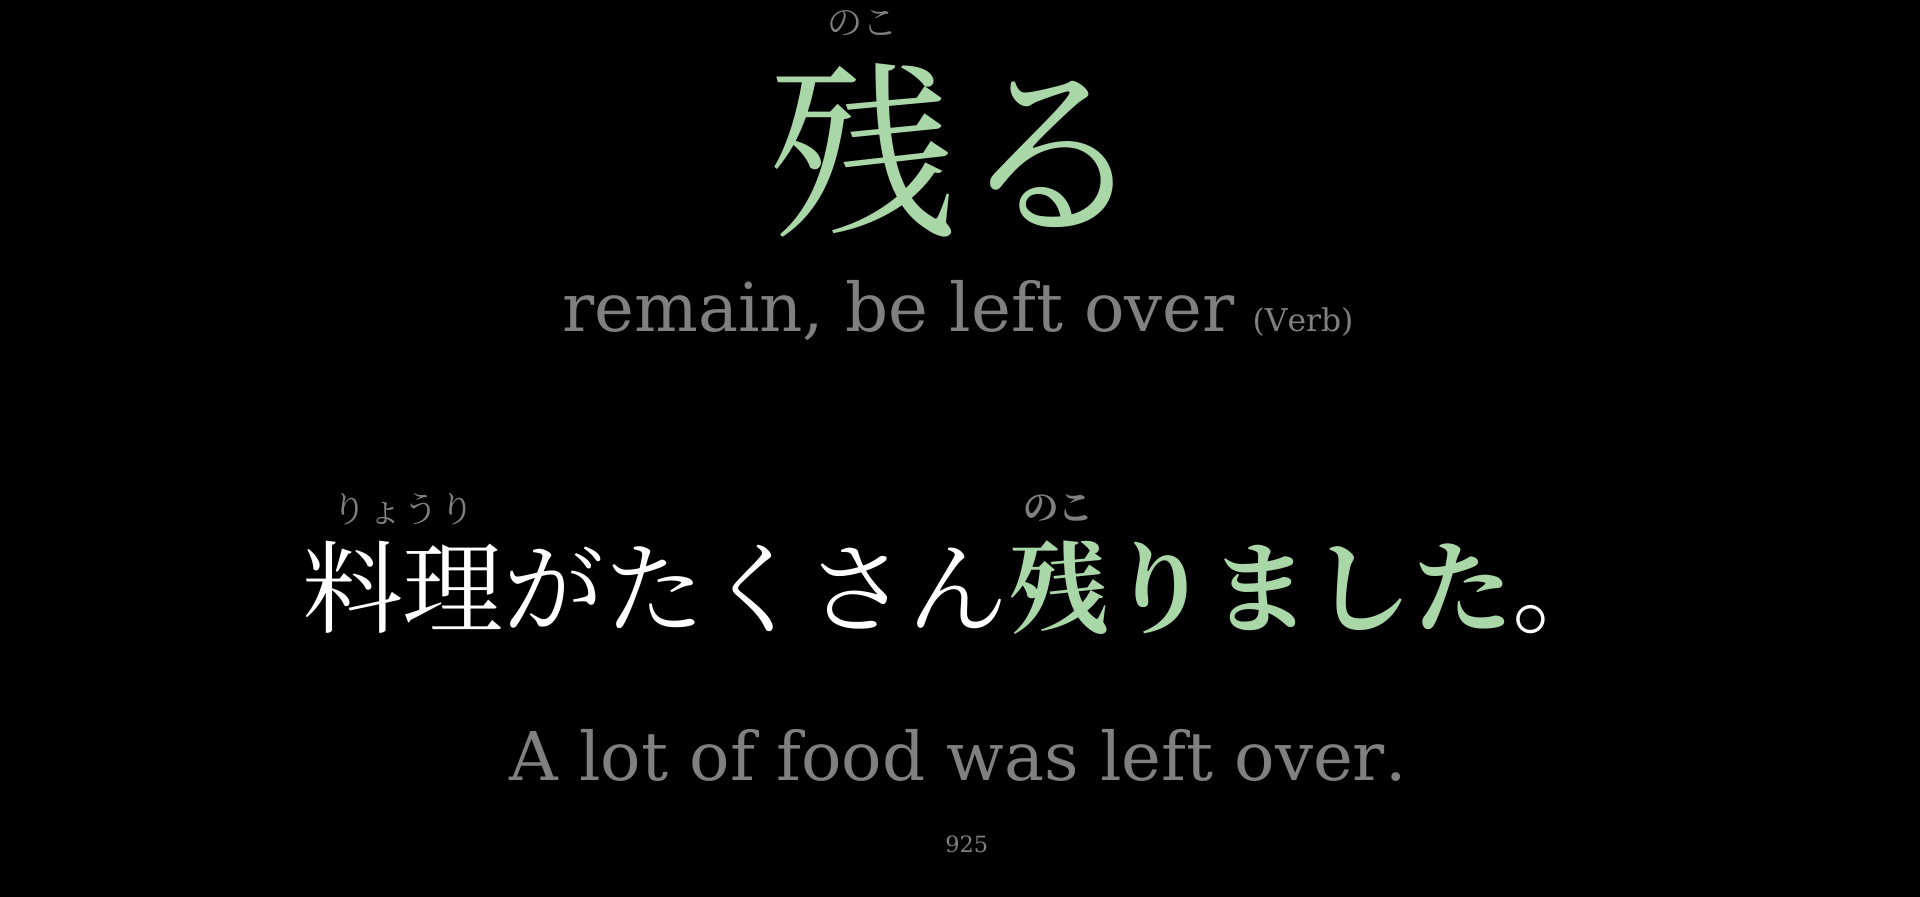 のこ
残る
remain, be left over (Verb)
りょうり のこ
料理がたくさん残りました。
A lot of food was left over.
925